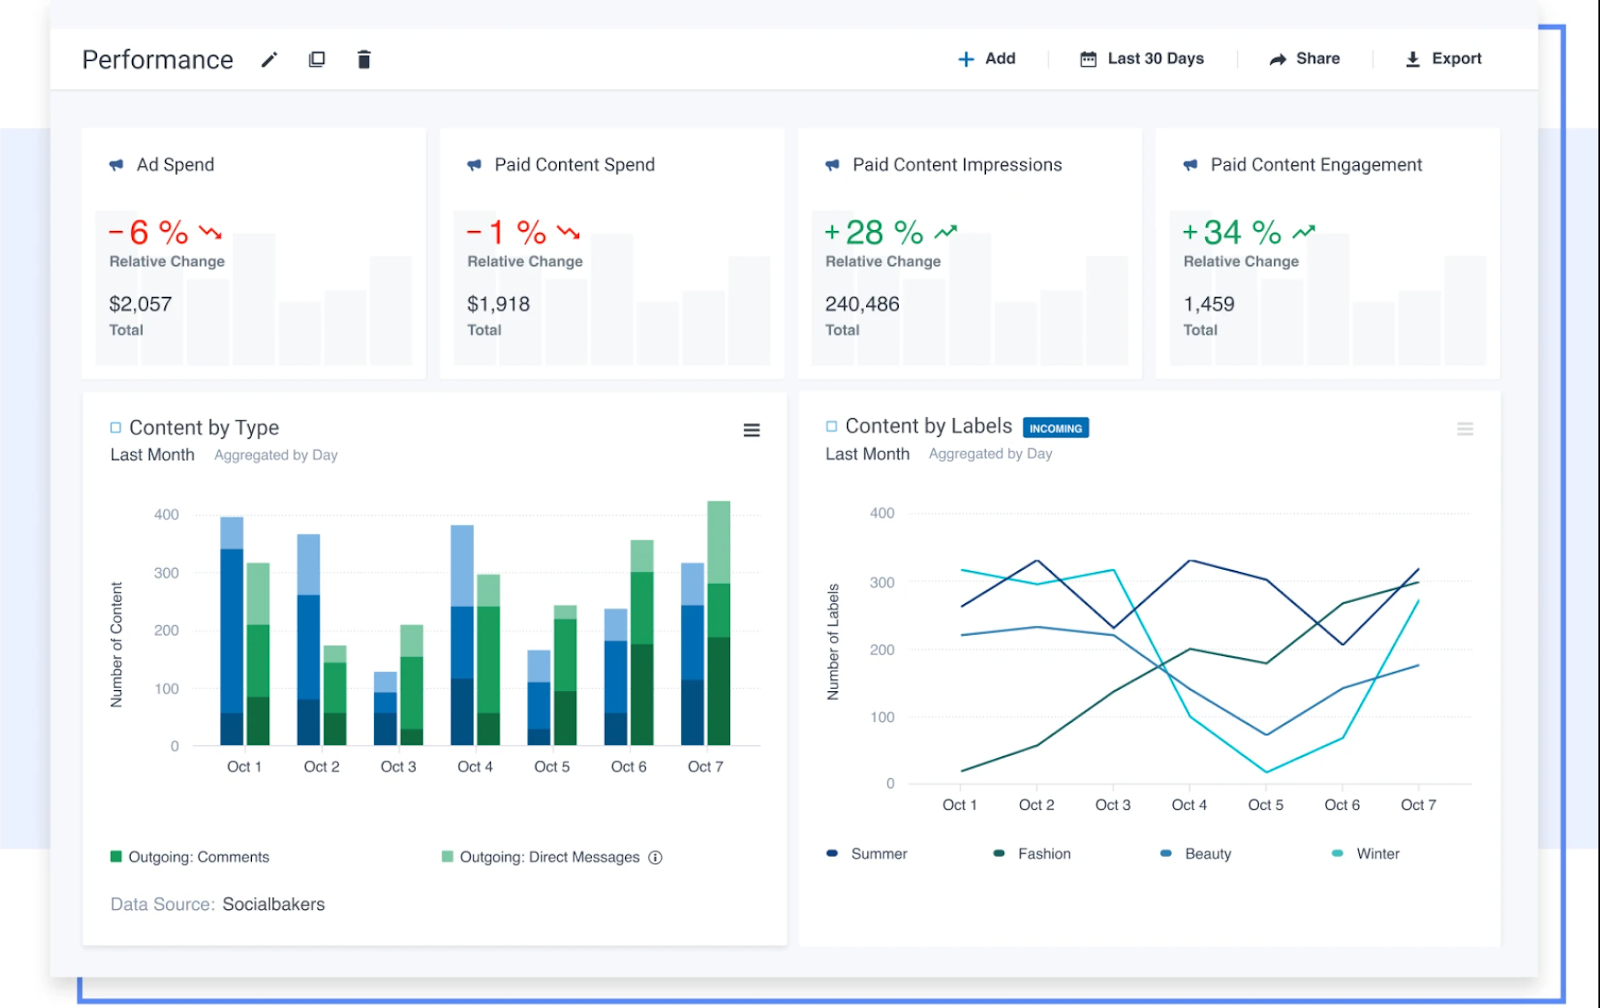 Performance
Add
Last 30 Days
Share
Export
Ad Spend
−6 %
Relative Change
$2,057
Total
Paid Content Spend
−1 %
Relative Change
$1,918
Total
Paid Content Impressions
+28 %
Relative Change
240,486
Total
Paid Content Engagement
+34 %
Relative Change
1,459
Total
Content by Type
Last Month Aggregated by Day
Number of Content
400
300
200
100
0
Oct 1 Oct 2 Oct 3 Oct 4 Oct 5 Oct 6 Oct 7
Outgoing: Comments
Outgoing: Direct Messages
Data Source: Socialbakers
Content by Labels INCOMING
Last Month Aggregated by Day
Number of Labels
400
300
200
100
0
Oct 1 Oct 2 Oct 3 Oct 4 Oct 5 Oct 6 Oct 7
Summer
Fashion
Beauty
Winter